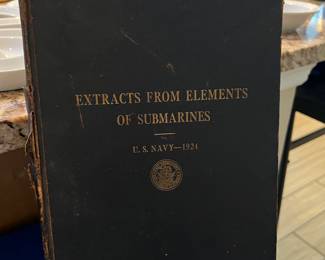 EXTRACTS FROM ELEMENTS
OF SUBMARINES
U. S. NAVY—1924